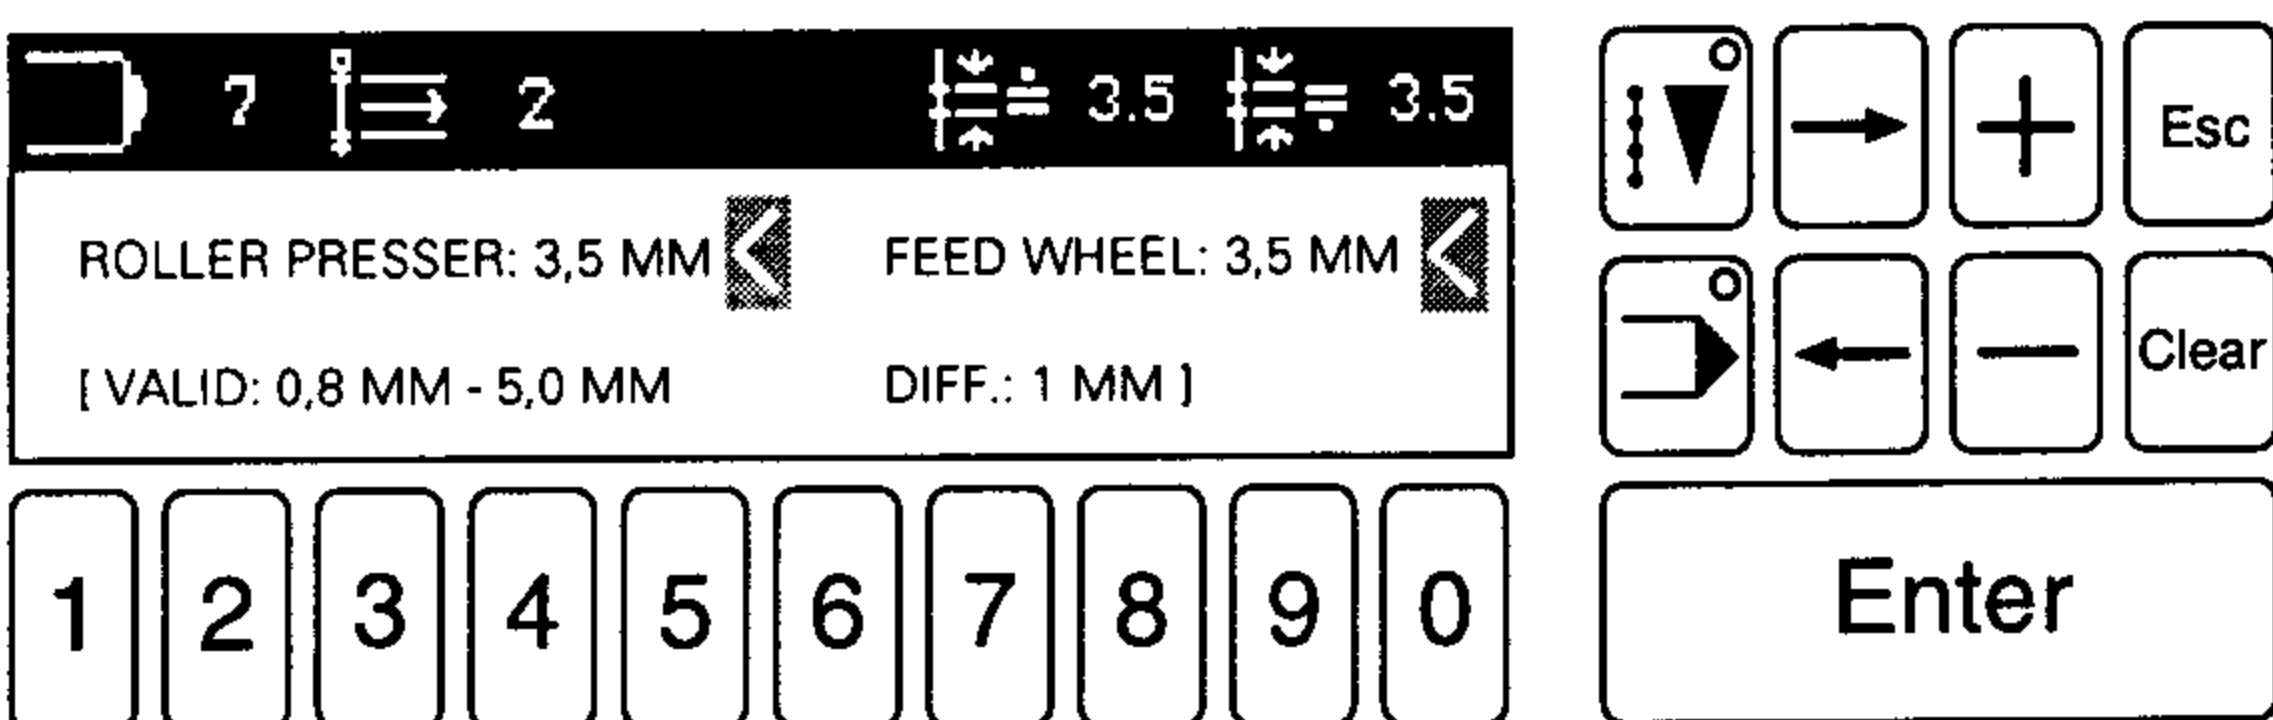 7 2 3.5 3.5
ROLLER PRESSER: 3,5 MM < FEED WHEEL: 3,5 MM <
[ VALID: 0,8 MM - 5,0 MM DIFF.: 1 MM ]
Esc
Clear
1 2 3 4 5 6 7 8 9 0
Enter